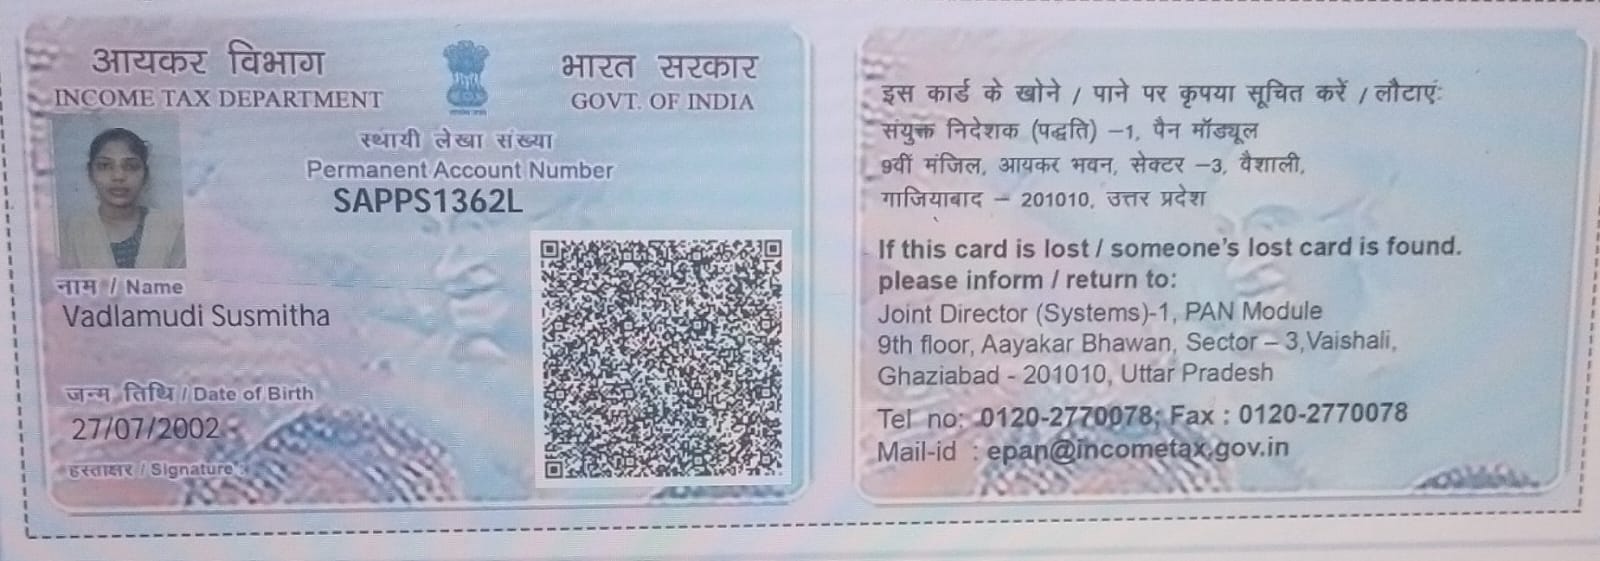 आयकर विभाग
INCOME TAX DEPARTMENT
भारत सरकार
GOVT. OF INDIA
स्थायी लेखा संख्या
Permanent Account Number
SAPPS1362L
नाम / Name
Vadlamudi Susmitha
जन्म तिथि / Date of Birth
27/07/2002
हस्ताक्षर / Signature
इस कार्ड के खोने / पाने पर कृपया सूचित करें / लौटाएं:
संयुक्त निदेशक (पद्धति) –1, पैन मॉड्यूल
9वीं मंजिल, आयकर भवन, सेक्टर –3, वैशाली,
गाजियाबाद – 201010, उत्तर प्रदेश
If this card is lost / someone's lost card is found.
please inform / return to:
Joint Director (Systems)-1, PAN Module
9th floor, Aayakar Bhawan, Sector – 3,Vaishali,
Ghaziabad - 201010, Uttar Pradesh
Tel no: 0120-2770078; Fax : 0120-2770078
Mail-id : epan@incometax.gov.in